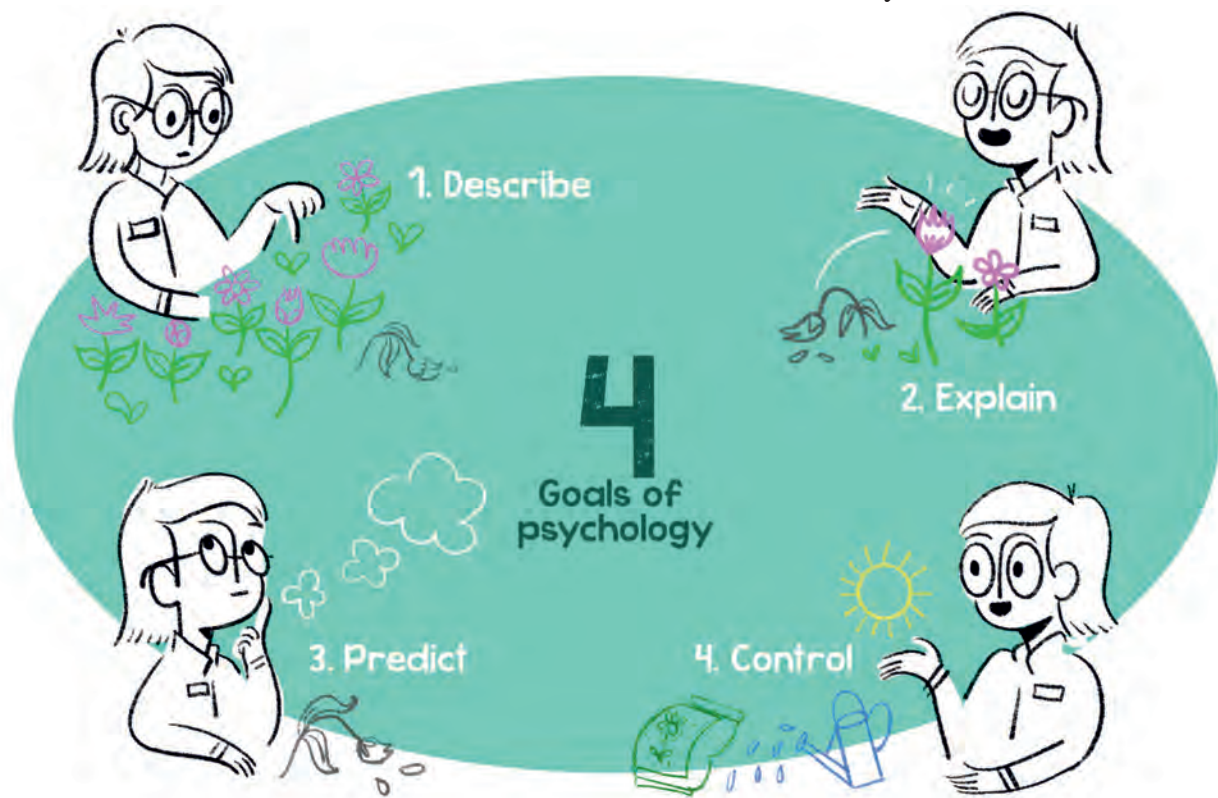 1. Describe
2. Explain
4
Goals of
psychology
3. Predict
4. Control